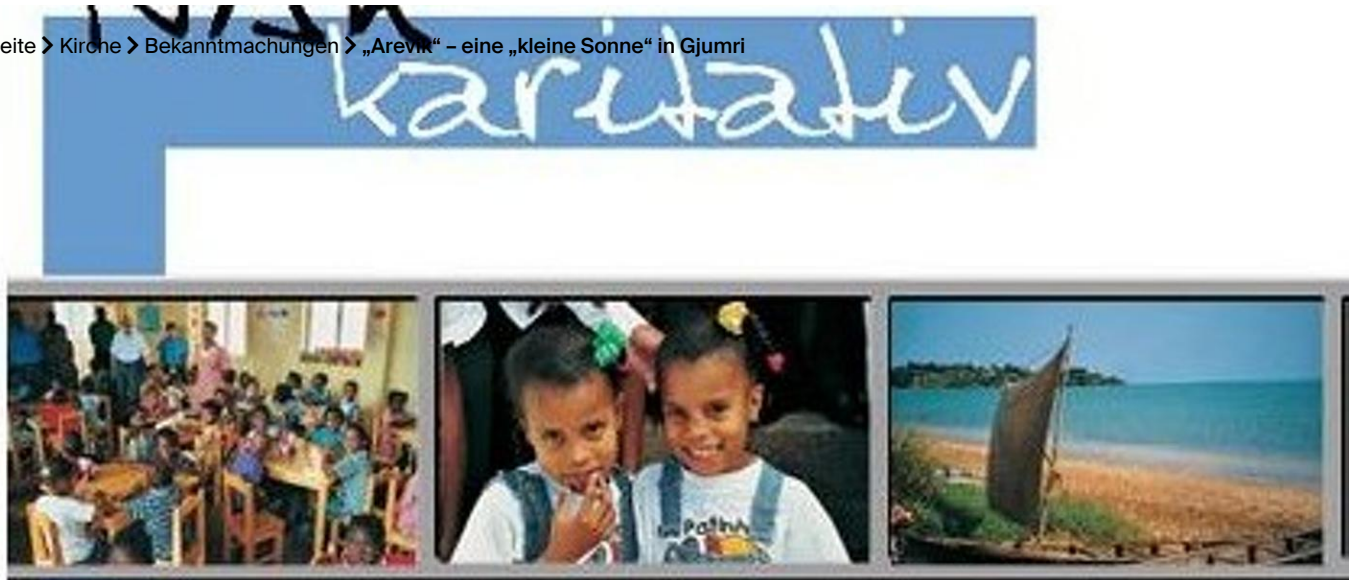 eite > Kirche > Bekanntmachungen > „Arevik“ – eine „kleine Sonne“ in Gjumri
karitativ